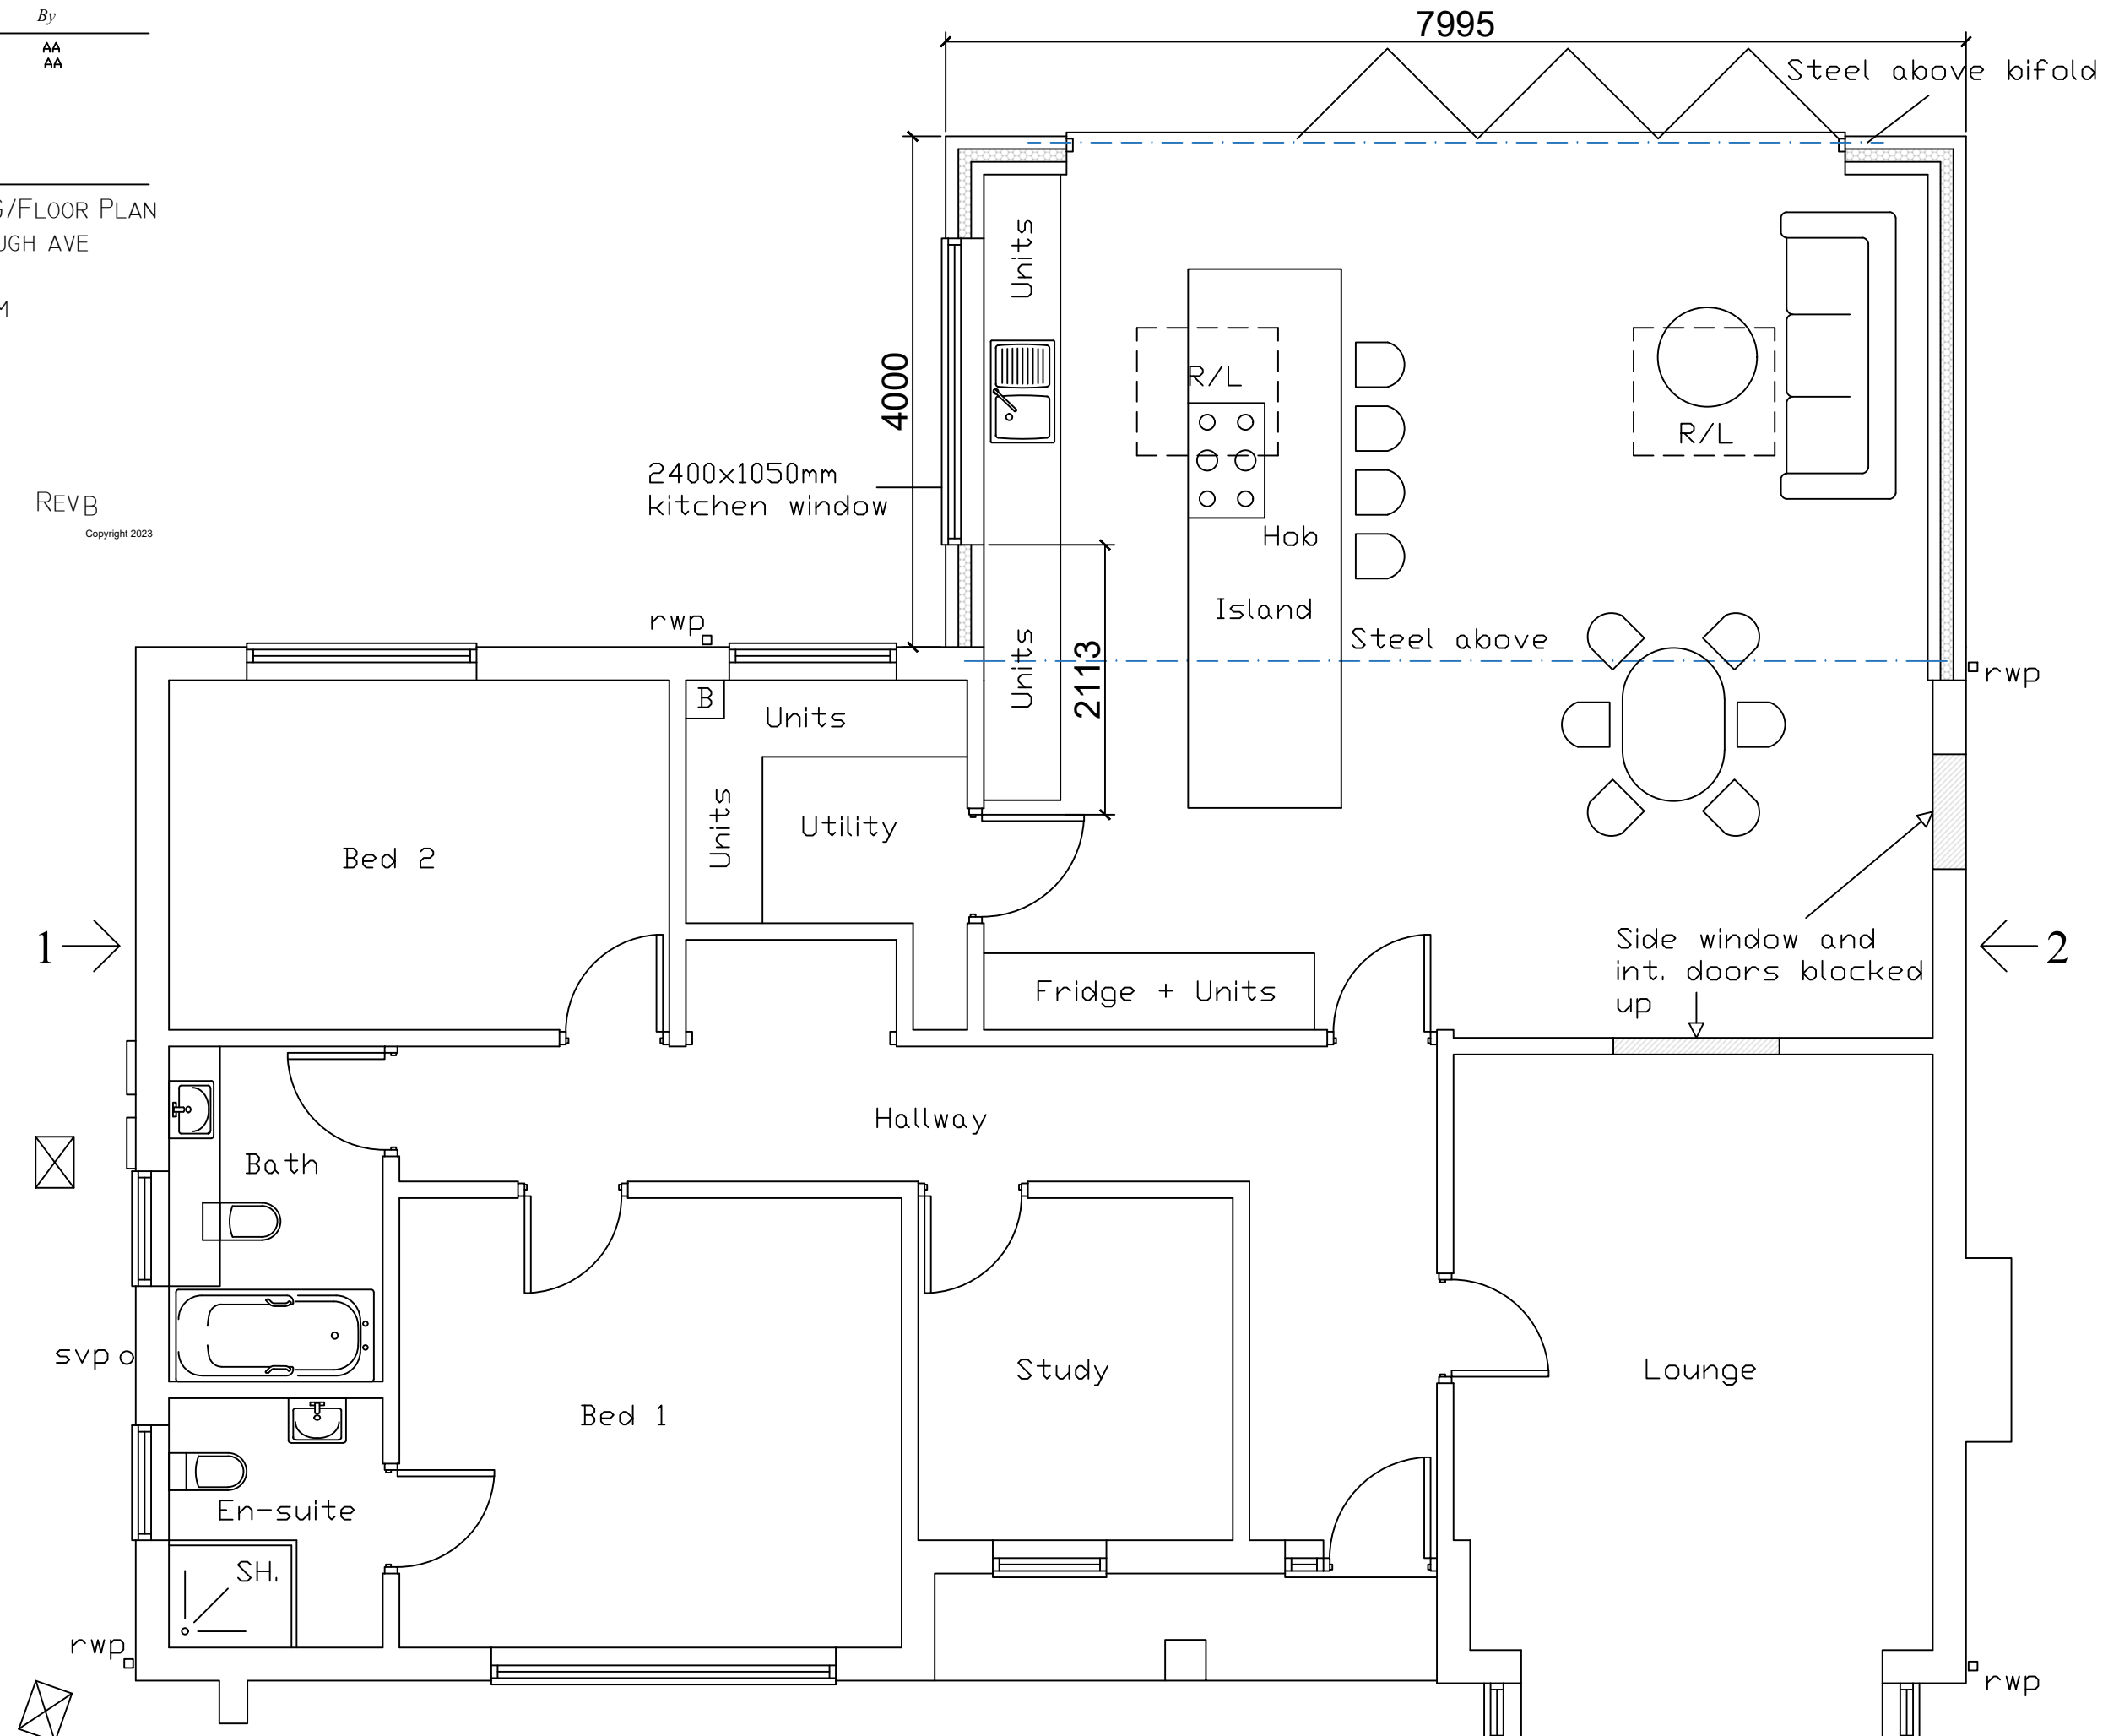 By
AA
AA
/FLOOR PLAN
UGH AVE
REVB
Copyright 2023
7995
Steel above bifold
Units
4000
R/L
R/L
2400x1050mm
kitchen window
Hob
Island
Steel above
rwp
rwp
Units
2113
B
Units
Units
Utility
Bed 2
1
2
Side window and
int. doors blocked
up
Fridge + Units
Hallway
Bath
svp
Study
Lounge
Bed 1
En-suite
SH.
rwp
rwp